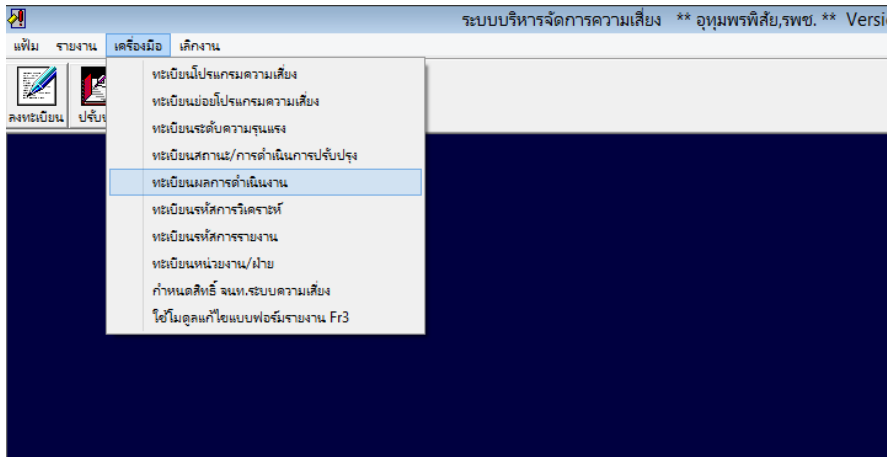 ระบบบริหารจัดการความเสี่ยง ** อุทุมพรพิสัย,รพช. ** Versi
แฟ้ม รายงาน เครื่องมือ เลิกงาน
ลงทะเบียน ปรับ
ทะเบียนโปรแกรมความเสี่ยง
ทะเบียนย่อยโปรแกรมความเสี่ยง
ทะเบียนระดับความรุนแรง
ทะเบียนสถานะ/การดำเนินการปรับปรุง
ทะเบียนผลการดำเนินงาน
ทะเบียนรหัสการวิเคราะห์
ทะเบียนรหัสการรายงาน
ทะเบียนหน่วยงาน/ฝ่าย
กำหนดสิทธิ์ จนท.ระบบความเสี่ยง
ใช้โมดูลแก้ไขแบบฟอร์มรายงาน Fr3